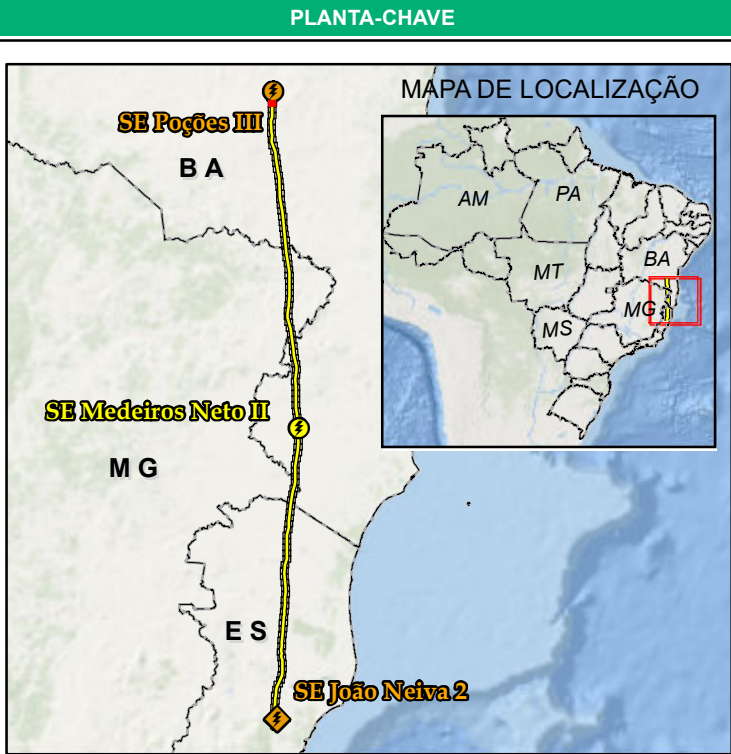 PLANTA-CHAVE
MAPA DE LOCALIZAÇÃO
SE Poções III
B A
AM
PA
BA
MT
MG
MS
SE Medeiros Neto II
M G
E S
SE João Neiva 2